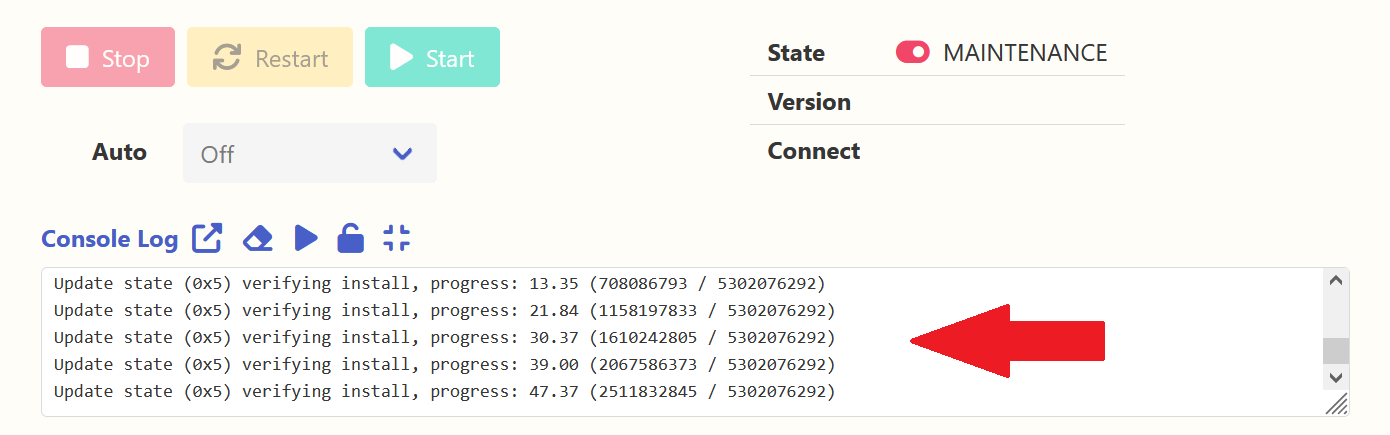 Stop Restart Start
State MAINTENANCE
Version
Auto Off
Connect
Console Log
Update state (0x5) verifying install, progress: 13.35 (708086793 / 5302076292)
Update state (0x5) verifying install, progress: 21.84 (1158197833 / 5302076292)
Update state (0x5) verifying install, progress: 30.37 (1610242805 / 5302076292)
Update state (0x5) verifying install, progress: 39.00 (2067586373 / 5302076292)
Update state (0x5) verifying install, progress: 47.37 (2511832845 / 5302076292)